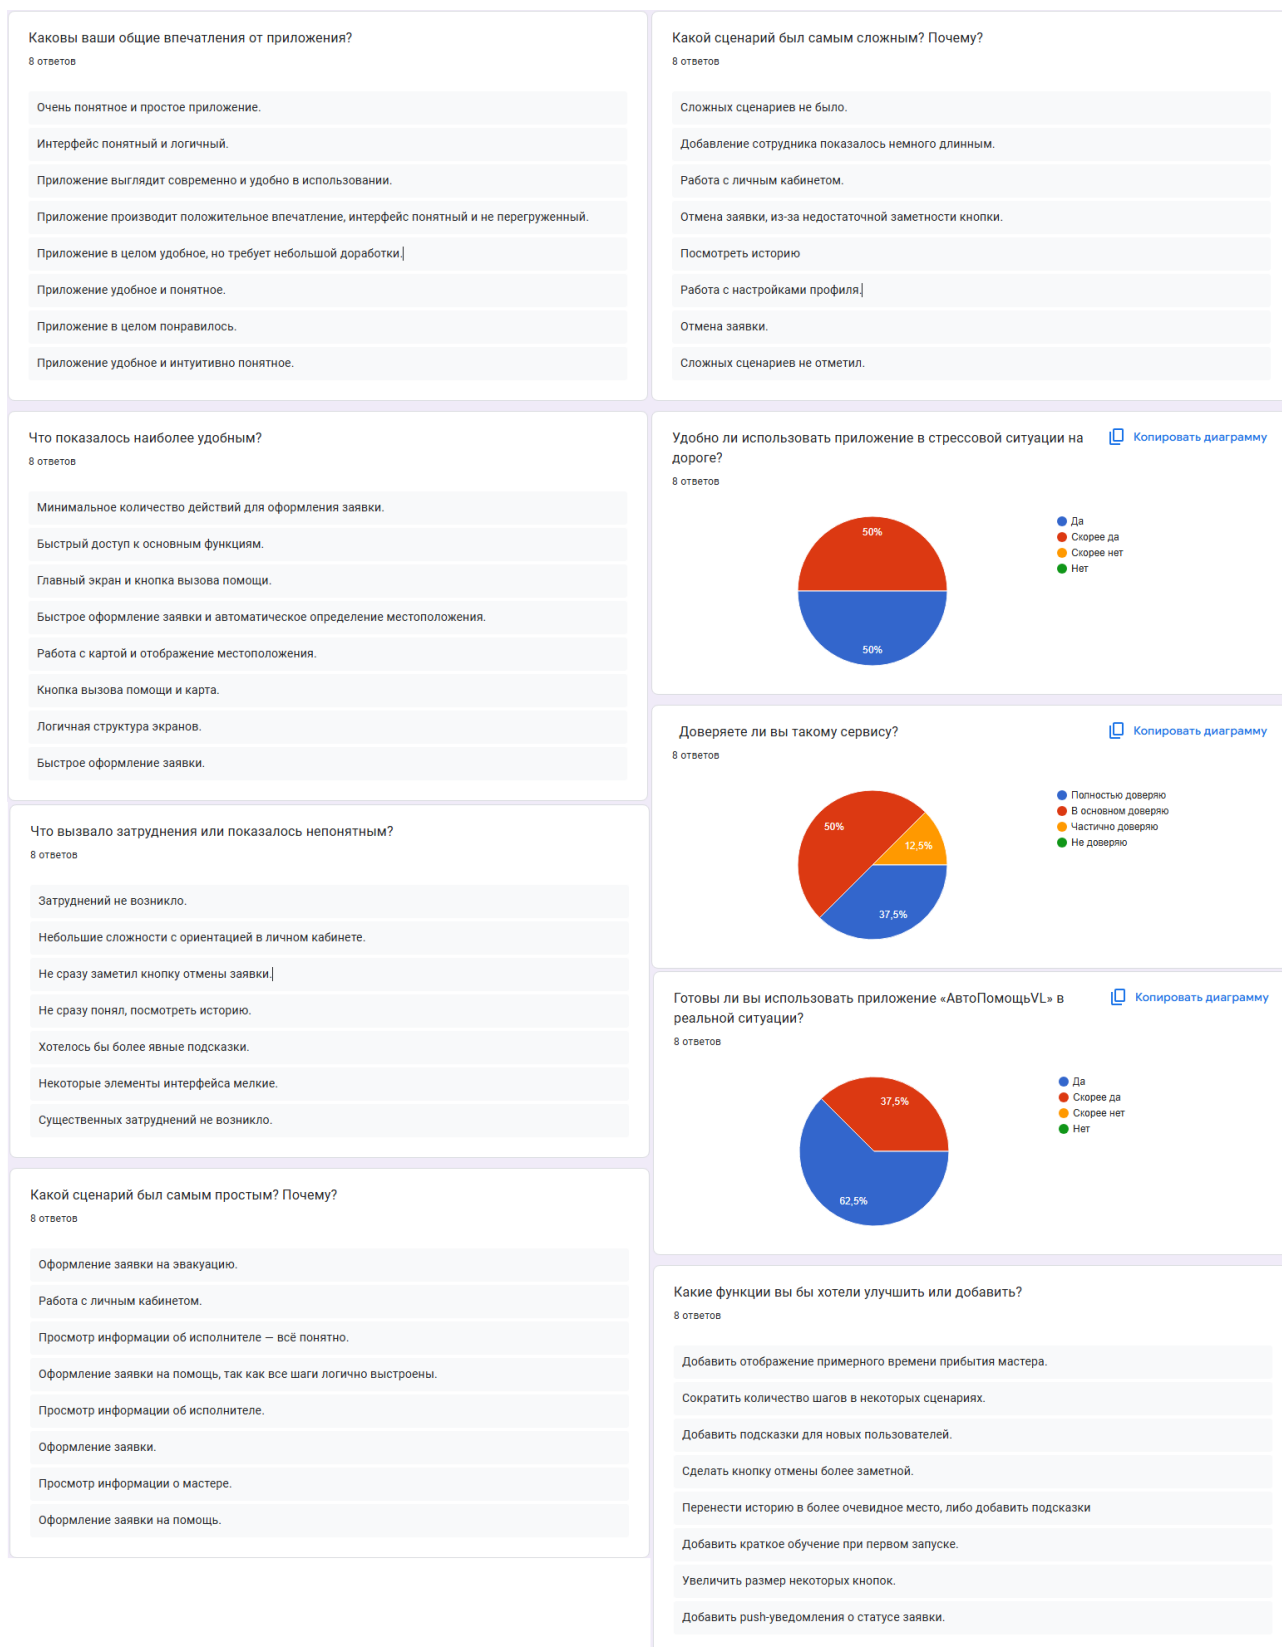 Каковы ваши общие впечатления от приложения?
8 ответов
Очень понятное и простое приложение.
Интерфейс понятный и логичный.
Приложение выглядит современно и удобно в использовании.
Приложение производит положительное впечатление, интерфейс понятный и не перегруженный.
Приложение в целом удобное, но требует небольшой доработки.
Приложение удобное и понятное.
Приложение в целом понравилось.
Приложение удобное и интуитивно понятное.
Что показалось наиболее удобным?
8 ответов
Минимальное количество действий для оформления заявки.
Быстрый доступ к основным функциям.
Главный экран и кнопка вызова помощи.
Быстрое оформление заявки и автоматическое определение местоположения.
Работа с картой и отображение местоположения.
Кнопка вызова помощи и карта.
Логичная структура экранов.
Быстрое оформление заявки.
Что вызвало затруднения или показалось непонятным?
8 ответов
Затруднений не возникло.
Небольшие сложности с ориентацией в личном кабинете.
Не сразу заметил кнопку отмены заявки.
Не сразу понял, посмотреть историю.
Хотелось бы более явные подсказки.
Некоторые элементы интерфейса мелкие.
Существенных затруднений не возникло.
Какой сценарий был самым простым? Почему?
8 ответов
Оформление заявки на эвакуацию.
Работа с личным кабинетом.
Просмотр информации об исполнителе — всё понятно.
Оформление заявки на помощь, так как все шаги логично выстроены.
Просмотр информации об исполнителе.
Оформление заявки.
Просмотр информации о мастере.
Оформление заявки на помощь.
Какой сценарий был самым сложным? Почему?
8 ответов
Сложных сценариев не было.
Добавление сотрудника показалось немного длинным.
Работа с личным кабинетом.
Отмена заявки, из-за недостаточной заметности кнопки.
Посмотреть историю
Работа с настройками профиля.
Отмена заявки.
Сложных сценариев не отметил.
Удобно ли использовать приложение в стрессовой ситуации на
дороге?
Копировать диаграмму
8 ответов
50%
50%
Да
Скорее да
Скорее нет
Нет
Доверяете ли вы такому сервису?
Копировать диаграмму
8 ответов
50%
12,5%
37,5%
Полностью доверяю
В основном доверяю
Частично доверяю
Не доверяю
Готовы ли вы использовать приложение «АвтоПомощьVL» в
реальной ситуации?
Копировать диаграмму
8 ответов
37,5%
62,5%
Да
Скорее да
Скорее нет
Нет
Какие функции вы бы хотели улучшить или добавить?
8 ответов
Добавить отображение примерного времени прибытия мастера.
Сократить количество шагов в некоторых сценариях.
Добавить подсказки для новых пользователей.
Сделать кнопку отмены более заметной.
Перенести историю в более очевидное место, либо добавить подсказки
Добавить краткое обучение при первом запуске.
Увеличить размер некоторых кнопок.
Добавить push-уведомления о статусе заявки.